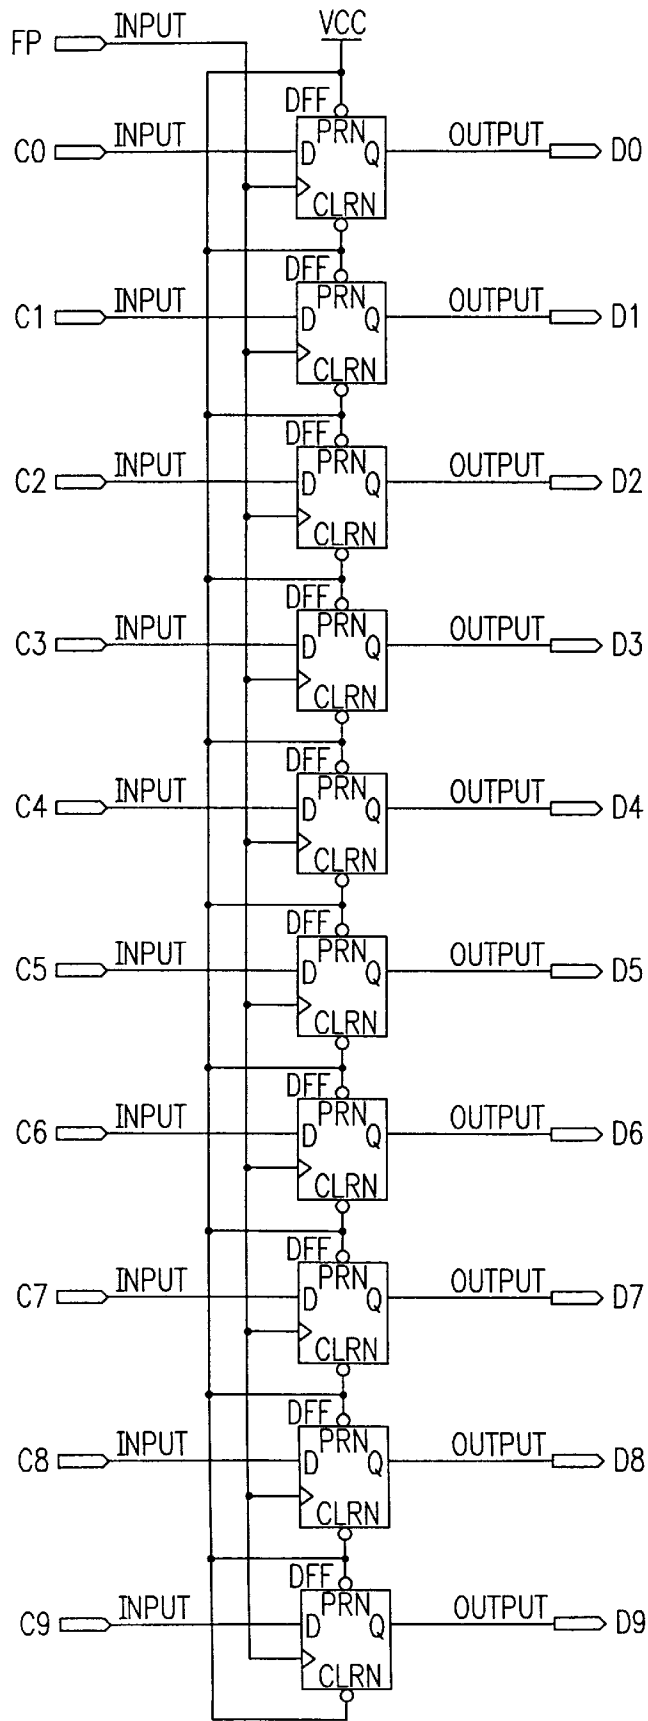 FP INPUT VCC
DFF
PRN
C0 INPUT D Q OUTPUT D0
CLRN
DFF
PRN
C1 INPUT D Q OUTPUT D1
CLRN
DFF
PRN
C2 INPUT D Q OUTPUT D2
CLRN
DFF
PRN
C3 INPUT D Q OUTPUT D3
CLRN
DFF
PRN
C4 INPUT D Q OUTPUT D4
CLRN
DFF
PRN
C5 INPUT D Q OUTPUT D5
CLRN
DFF
PRN
C6 INPUT D Q OUTPUT D6
CLRN
DFF
PRN
C7 INPUT D Q OUTPUT D7
CLRN
DFF
PRN
C8 INPUT D Q OUTPUT D8
CLRN
DFF
PRN
C9 INPUT D Q OUTPUT D9
CLRN